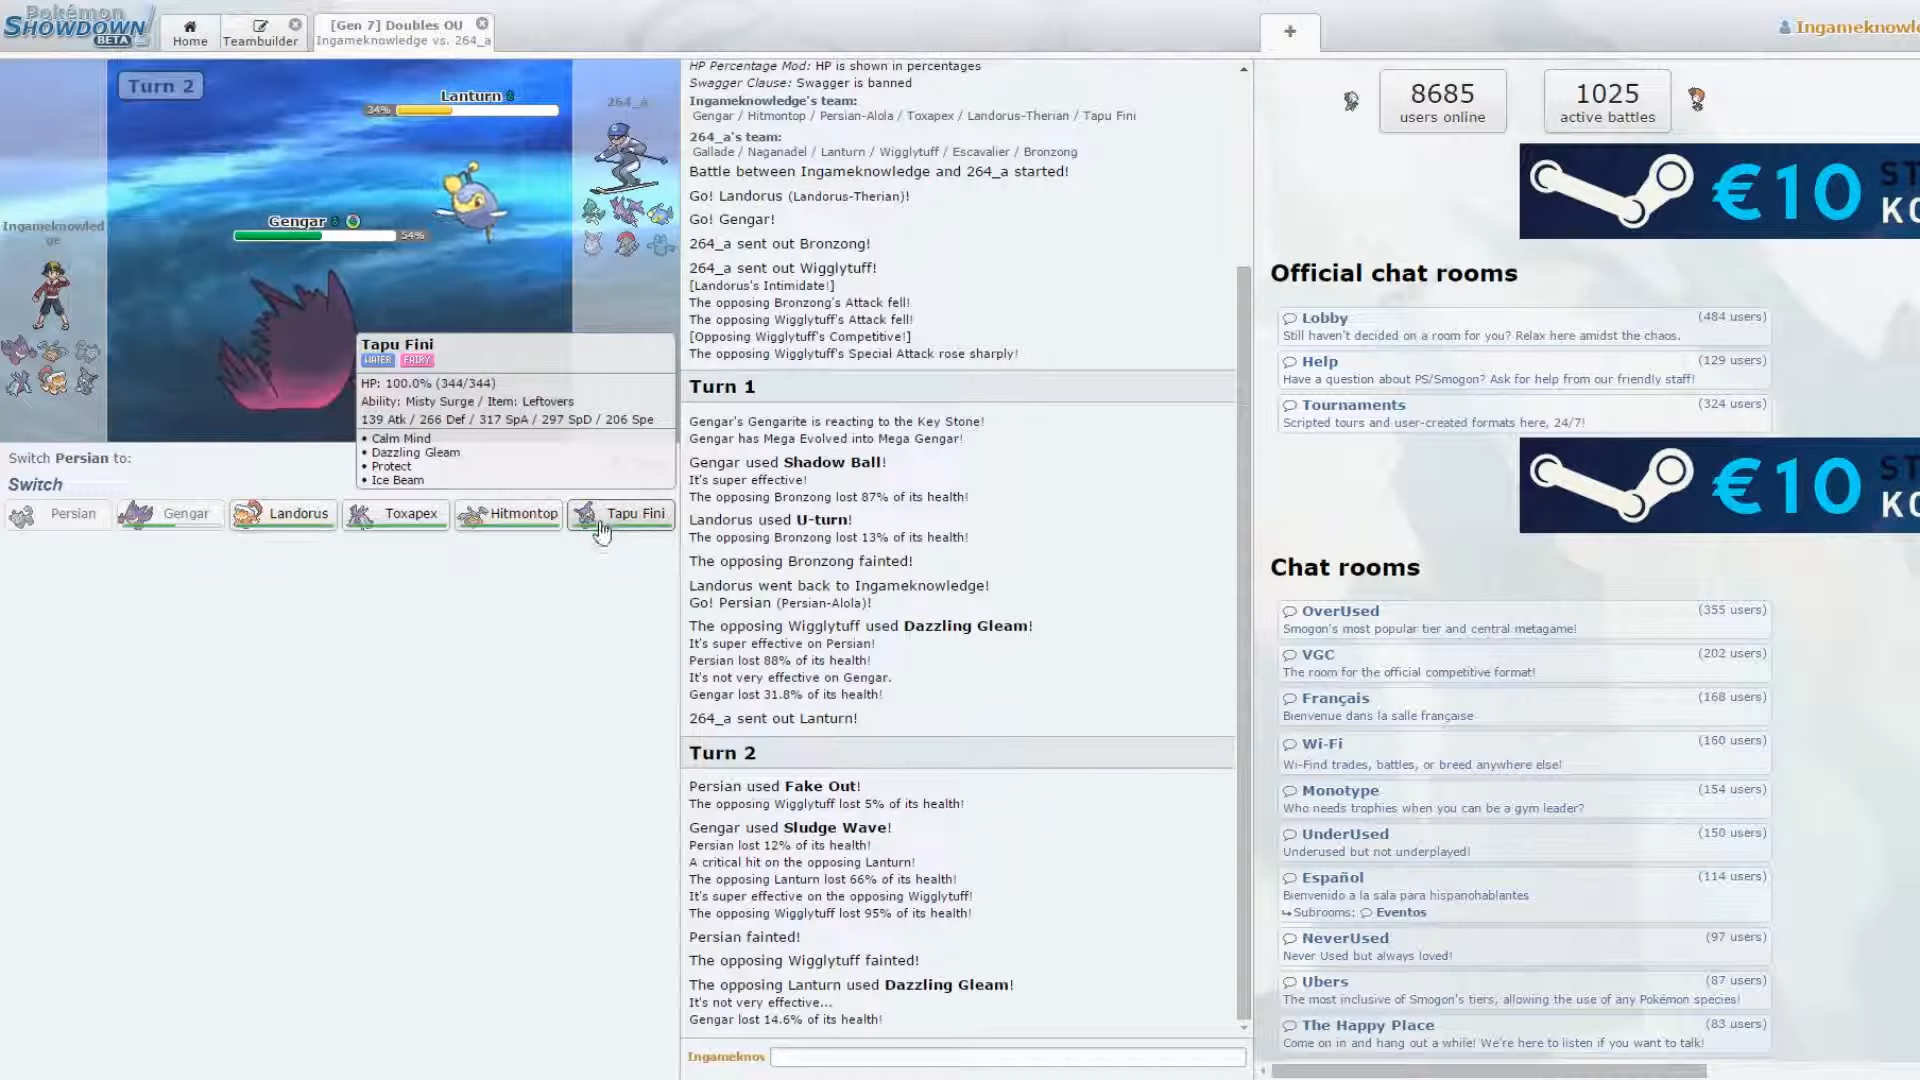 Pokémon
SHOWDOWN
BETA
Home
Teambuilder
[Gen 7] Doubles OU
Ingameknowledge vs. 264_a
+
Turn 2
Lanturn
34%
Gengar
54%
264_a
Ingameknowled
ge
Tapu Fini
WATER FAIRY
HP: 100.0% (344/344)
Ability: Misty Surge / Item: Leftovers
139 Atk / 266 Def / 317 SpA / 297 SpD / 206 Spe
• Calm Mind
• Dazzling Gleam
• Protect
• Ice Beam
Switch Persian to:
Switch
Persian
Gengar
Landorus
Toxapex
Hitmontop
Tapu Fini
HP Percentage Mod: HP is shown in percentages
Swagger Clause: Swagger is banned
Ingameknowledge's team:
Gengar / Hitmontop / Persian-Alola / Toxapex / Landorus-Therian / Tapu Fini
264_a's team:
Gallade / Naganadel / Lanturn / Wigglytuff / Escavalier / Bronzong
Battle between Ingameknowledge and 264_a started!
Go! Landorus (Landorus-Therian)!
Go! Gengar!
264_a sent out Bronzong!
264_a sent out Wigglytuff!
[Landorus's Intimidate!]
The opposing Bronzong's Attack fell!
The opposing Wigglytuff's Attack fell!
[Opposing Wigglytuff's Competitive!]
The opposing Wigglytuff's Special Attack rose sharply!
Turn 1
Gengar's Gengarite is reacting to the Key Stone!
Gengar has Mega Evolved into Mega Gengar!
Gengar used Shadow Ball!
It's super effective!
The opposing Bronzong lost 87% of its health!
Landorus used U-turn!
The opposing Bronzong lost 13% of its health!
The opposing Bronzong fainted!
Landorus went back to Ingameknowledge!
Go! Persian (Persian-Alola)!
The opposing Wigglytuff used Dazzling Gleam!
It's super effective on Persian!
Persian lost 88% of its health!
It's not very effective on Gengar.
Gengar lost 31.8% of its health!
264_a sent out Lanturn!
Turn 2
Persian used Fake Out!
The opposing Wigglytuff lost 5% of its health!
Gengar used Sludge Wave!
Persian lost 12% of its health!
A critical hit on the opposing Lanturn!
The opposing Lanturn lost 66% of its health!
It's super effective on the opposing Wigglytuff!
The opposing Wigglytuff lost 95% of its health!
Persian fainted!
The opposing Wigglytuff fainted!
The opposing Lanturn used Dazzling Gleam!
It's not very effective...
Gengar lost 14.6% of its health!
Ingameknov
Ingameknowle
8685
users online
1025
active battles
€10 ST
KO
Official chat rooms
Lobby (484 users)
Still haven't decided on a room for you? Relax here amidst the chaos.
Help (129 users)
Have a question about PS/Smogon? Ask for help from our friendly staff!
Tournaments (324 users)
Scripted tours and user-created formats here, 24/7!
€10 ST
KO
Chat rooms
OverUsed (355 users)
Smogon's most popular tier and central metagame!
VGC (202 users)
The room for the official competitive format!
Français (168 users)
Bienvenue dans la salle française
Wi-Fi (160 users)
Wi-Find trades, battles, or breed anywhere else!
Monotype (154 users)
Who needs trophies when you can be a gym leader?
UnderUsed (150 users)
Underused but not underplayed!
Español (114 users)
Bienvenido a la sala para hispanohablantes
Subrooms: Eventos
NeverUsed (97 users)
Never Used but always loved!
Ubers (87 users)
The most inclusive of Smogon's tiers, allowing the use of any Pokémon species!
The Happy Place (83 users)
Come on in and hang out a while! We're here to listen if you want to talk!